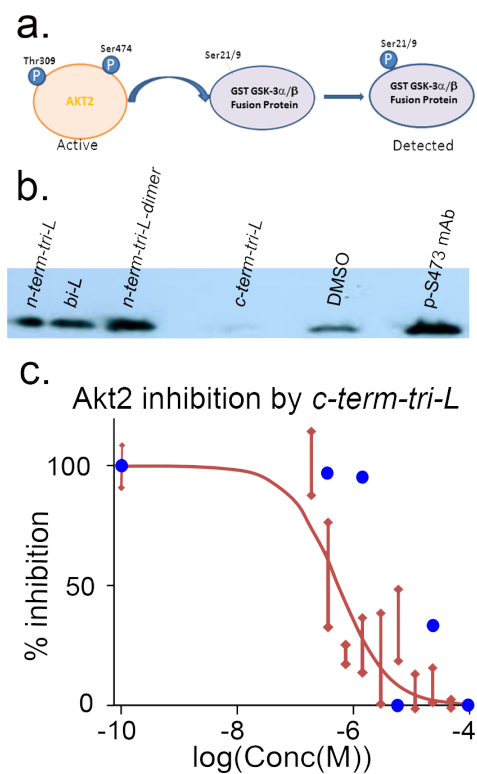 a.
Thr309
Ser474
P
P
AKT2
Active
Ser21/9
GST GSK-3α/β
Fusion Protein
Ser21/9
P
GST GSK-3α/β
Fusion Protein
Detected
b.
n-term-tri-L
bi-L
n-term-tri-L-dimer
c-term-tri-L
DMSO
p-S473 mAb
c.
Akt2 inhibition by c-term-tri-L
% inhibition
100
50
0
-10
-8
-6
-4
log(Conc(M))